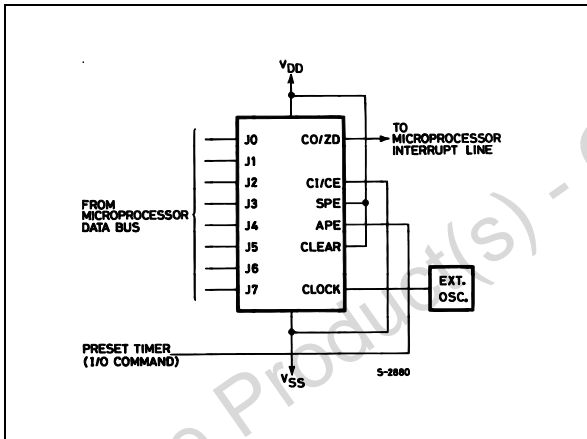 VDD
J0
J1
J2
J3
J4
J5
J6
J7
CO/ZD
CI/CE
SPE
APE
CLEAR
CLOCK
TO
MICROPROCESSOR
INTERRUPT LINE
FROM
MICROPROCESSOR
DATA BUS
EXT.
OSC.
PRESET TIMER
(I/O COMMAND)
VSS
S-2880
Product(s) -